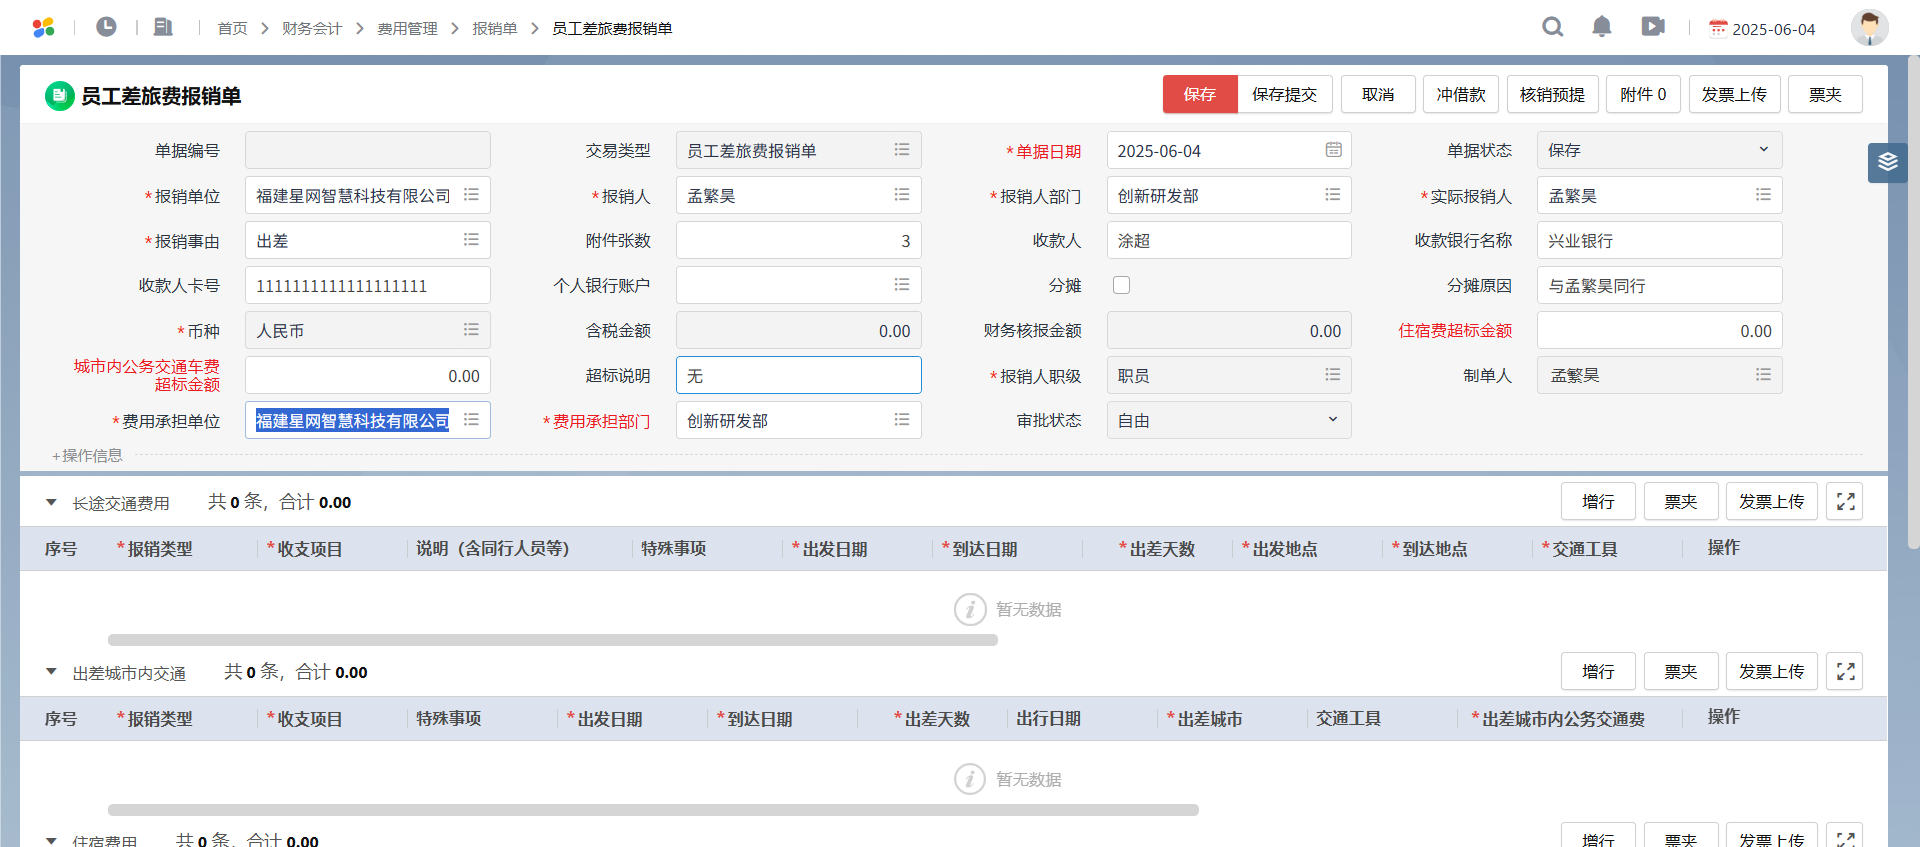 首页 > 财务会计 > 费用管理 > 报销单 > 员工差旅费报销单 2025-06-04
员工差旅费报销单 保存 保存提交 取消 冲借款 核销预提 附件 0 发票上传 票夹
单据编号 交易类型 员工差旅费报销单 *单据日期 2025-06-04 单据状态 保存
*报销单位 福建星网智慧科技有限公司 *报销人 孟繁昊 *报销人部门 创新研发部 *实际报销人 孟繁昊
*报销事由 出差 附件张数 3 收款人 涂超 收款银行名称 兴业银行
收款人卡号 1111111111111111111 个人银行账户 分摊 分摊原因 与孟繁昊同行
*币种 人民币 含税金额 0.00 财务核报金额 0.00 住宿费超标金额 0.00
城市内公务交通车费超标金额 0.00 超标说明 无 *报销人职级 职员 制单人 孟繁昊
*费用承担单位 福建星网智慧科技有限公司 *费用承担部门 创新研发部 审批状态 自由
+操作信息
长途交通费用 共 0 条, 合计 0.00 增行 票夹 发票上传
序号 *报销类型 *收支项目 说明（含同行人员等） 特殊事项 *出发日期 *到达日期 *出差天数 *出发地点 *到达地点 *交通工具 操作
暂无数据
出差城市内交通 共 0 条, 合计 0.00 增行 票夹 发票上传
序号 *报销类型 *收支项目 特殊事项 *出发日期 *到达日期 *出差天数 出行日期 *出差城市 交通工具 *出差城市内公务交通费 操作
暂无数据
住宿费用 共 0 条, 合计 0.00 增行 票夹 发票上传